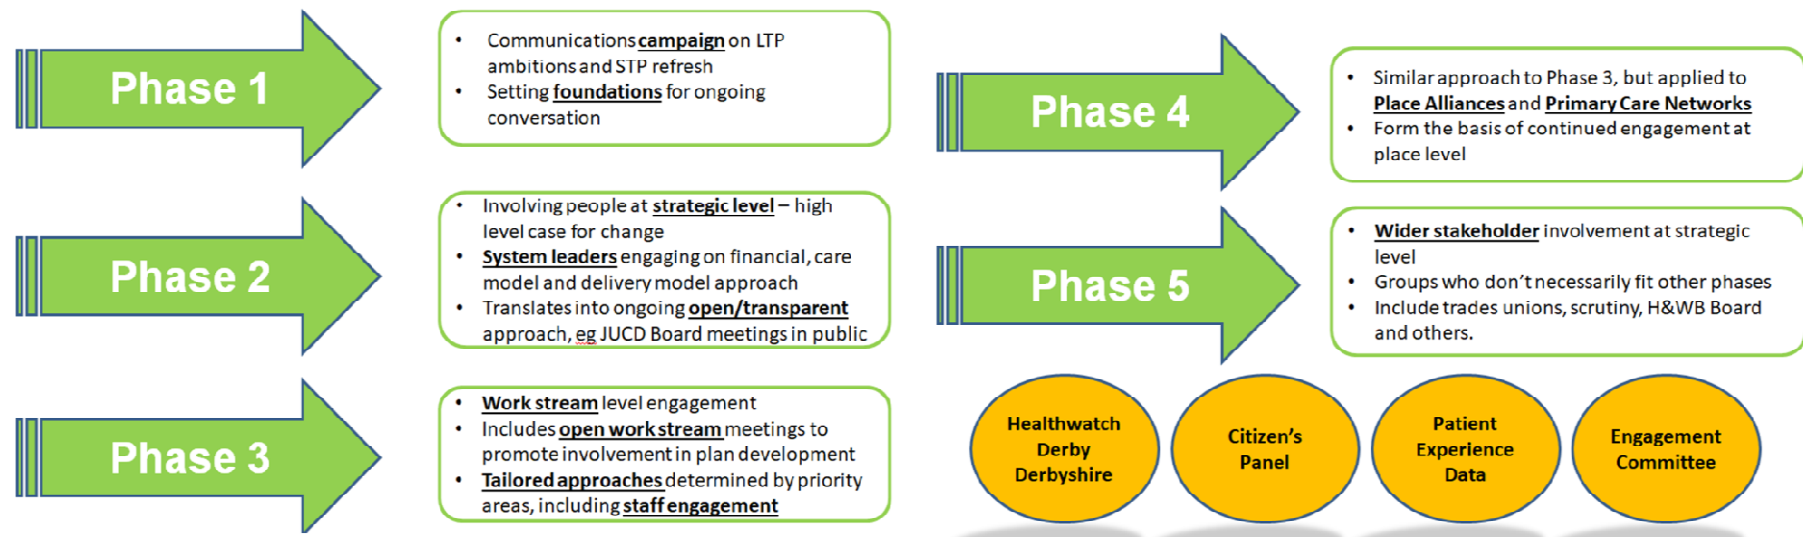 Phase 1
• Communications campaign on LTP
ambitions and STP refresh
• Setting foundations for ongoing
conversation
Phase 2
• Involving people at strategic level – high
level case for change
• System leaders engaging on financial, care
model and delivery model approach
• Translates into ongoing open/transparent
approach, eg JUCD Board meetings in public
Phase 3
• Work stream level engagement
• Includes open work stream meetings to
promote involvement in plan development
• Tailored approaches determined by priority
areas, including staff engagement
Phase 4
• Similar approach to Phase 3, but applied to
Place Alliances and Primary Care Networks
• Form the basis of continued engagement at
place level
Phase 5
• Wider stakeholder involvement at strategic
level
• Groups who don't necessarily fit other phases
• Include trades unions, scrutiny, H&WB Board
and others.
Healthwatch
Derby
Derbyshire
Citizen's
Panel
Patient
Experience
Data
Engagement
Committee